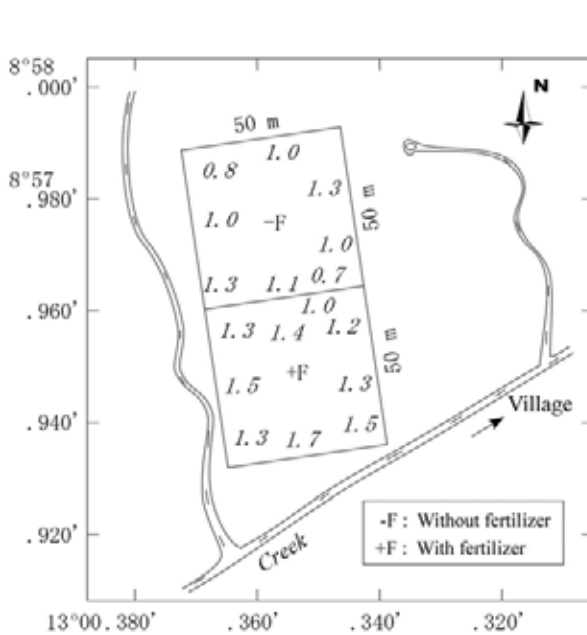 8°58
.000'
N
50 m
1.0
0.8
8°57
.980'
1.3
50 m
1.0
-F
1.0
1.3
1.1
0.7
.960'
1.0
1.3
1.4
1.2
50 m
+F
1.5
1.3
Village
.940'
1.5
1.3
1.7
-F : Without fertilizer
.920'
Creek
+F : With fertilizer
13°00.380'
.360'
.340'
.320'